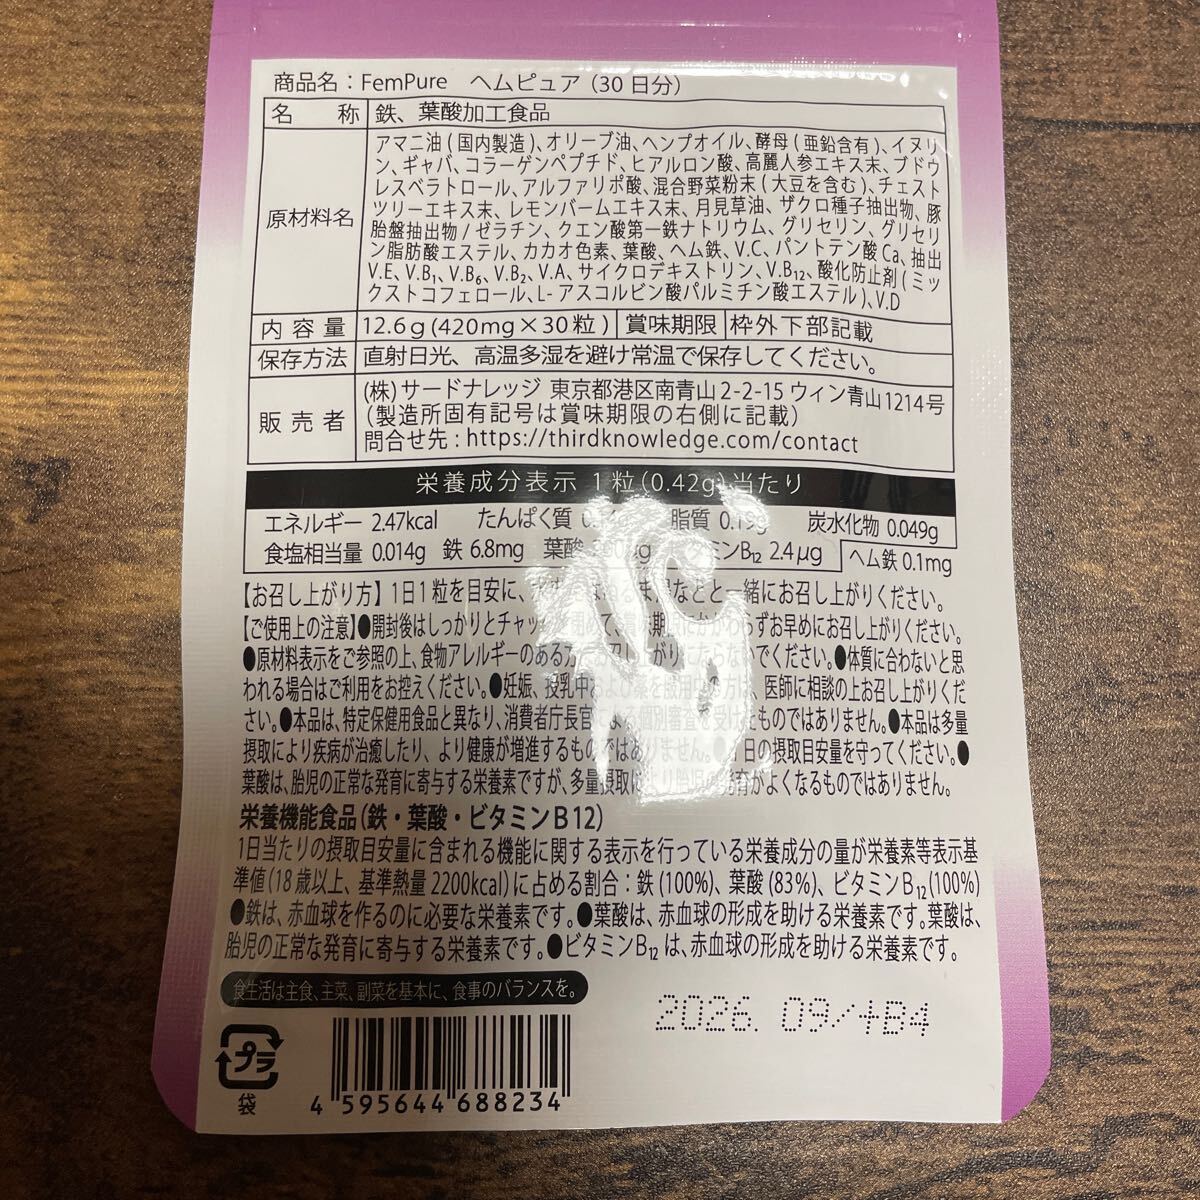 商品名：FemPure　ヘムピュア（30日分）
名　称　鉄、葉酸加工食品
原材料名
アマニ油(国内製造)、オリーブ油、ヘンプオイル、酵母(亜鉛含有)、イヌリ
ン、ギャバ、コラーゲンペプチド、ヒアルロン酸、高麗人参エキス末、ブドウ
レスベラトロール、アルファリポ酸、混合野菜粉末(大豆を含む)、チェスト
ツリーエキス末、レモンバームエキス末、月見草油、ザクロ種子抽出物、豚
胎盤抽出物/ゼラチン、クエン酸第一鉄ナトリウム、グリセリン、グリセリ
ン脂肪酸エステル、カカオ色素、葉酸、ヘム鉄、V.C、パントテン酸Ca、抽出
V.E、V.B₁、V.B₆、V.B₂、V.A、サイクロデキストリン、V.B₁₂、酸化防止剤(ミッ
クストコフェロール、L-アスコルビン酸パルミチン酸エステル)、V.D
内容量　12.6g(420mg×30粒)　賞味期限　枠外下部記載
保存方法　直射日光、高温多湿を避け常温で保存してください。
販売者
(株)サードナレッジ 東京都港区南青山2-2-15ウィン青山1214号
（製造所固有記号は賞味期限の右側に記載）
問合せ先：https://thirdknowledge.com/contact
栄養成分表示 1粒(0.42g)当たり
エネルギー 2.47kcal　たんぱく質　脂質 0.19g　炭水化物 0.049g
食塩相当量 0.014g　鉄 6.8mg　葉酸　ビタミンB₁₂ 2.4μg　ヘム鉄 0.1mg
【お召し上がり方】1日1粒を目安に、などと一緒にお召し上がりください。
【ご使用上の注意】●開封後はしっかりとチャックを閉めて、賞味期限にかかわらずお早めにお召し上がりください。
●原材料表示をご参照の上、食物アレルギーのある方はお召し上がりにならないでください。●体質に合わないと思
われる場合はご利用をお控えください。●妊娠、授乳中および薬を服用中の方は、医師に相談の上お召し上がりくだ
さい。●本品は、特定保健用食品と異なり、消費者庁長官による個別審査を受けたものではありません。●本品は多量
摂取により疾病が治癒したり、より健康が増進するものではありません。●1日の摂取目安量を守ってください。●
葉酸は、胎児の正常な発育に寄与する栄養素ですが、多量摂取により胎児の発育がよくなるものではありません。
栄養機能食品（鉄・葉酸・ビタミンB12）
1日当たりの摂取目安量に含まれる機能に関する表示を行っている栄養成分の量が栄養素等表示基
準値(18歳以上、基準熱量2200kcal)に占める割合：鉄(100%)、葉酸(83%)、ビタミンB₁₂(100%)
●鉄は、赤血球を作るのに必要な栄養素です。●葉酸は、赤血球の形成を助ける栄養素です。葉酸は、
胎児の正常な発育に寄与する栄養素です。●ビタミンB₁₂は、赤血球の形成を助ける栄養素です。
食生活は主食、主菜、副菜を基本に、食事のバランスを。
2026. 09/+B4
プラ
袋
4 595644 688234